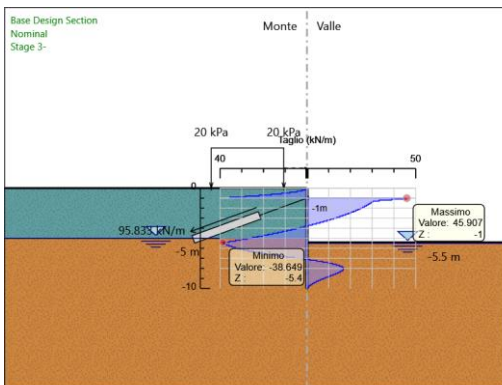 Base Design Section
Nominal
Stage 3-
Monte
Valle
20 kPa
20 kPa
Taglio (kN/m)
40
50
0
-1m
95.833 kN/m
Massimo
Valore: 45.907
Z : -1
-5 m
Minimo
Valore: -38.649
Z : -5.4
-5.5 m
-10